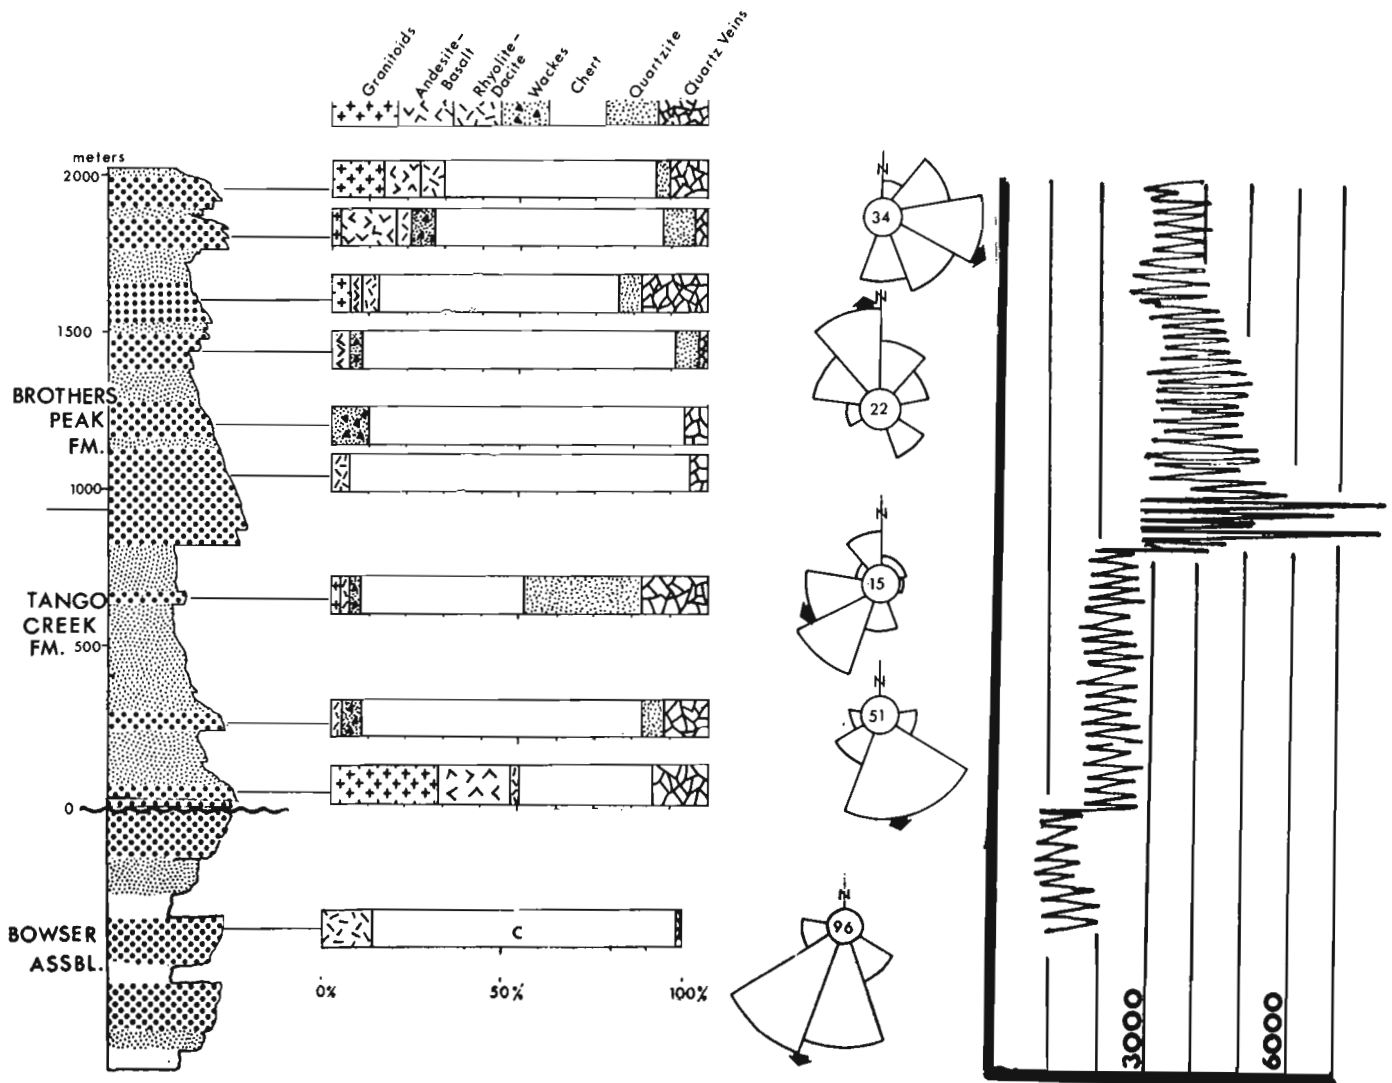 Granitoids
Andesite-
Basalt
Rhyolite-
Dacite
Wackes
Chert
Quartzite
Quartz Veins
meters
2000
N
34
N
1500
BROTHERS
PEAK
FM.
22
1000
N
15
TANGO
CREEK
FM.
500
N
51
0
N
BOWSER
ASSBL.
C
96
0%
50%
100%
3000
6000